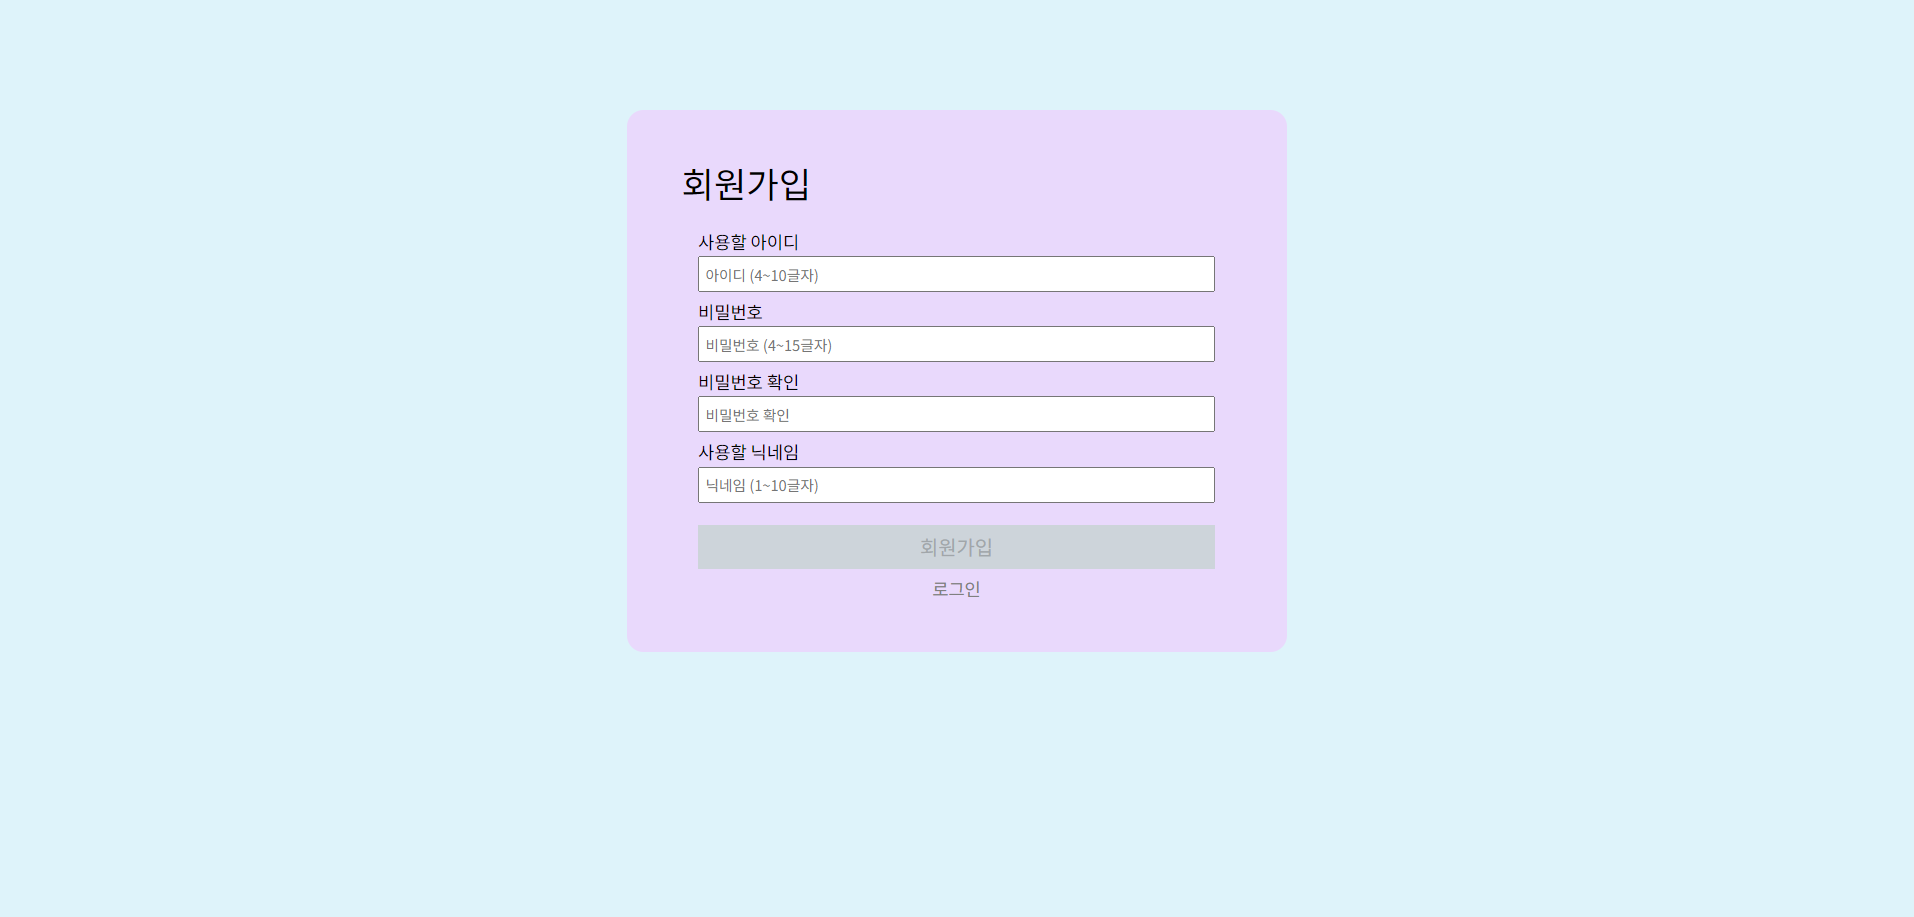 회원가입
사용할 아이디
아이디 (4~10글자)
비밀번호
비밀번호 (4~15글자)
비밀번호 확인
비밀번호 확인
사용할 닉네임
닉네임 (1~10글자)
회원가입
로그인